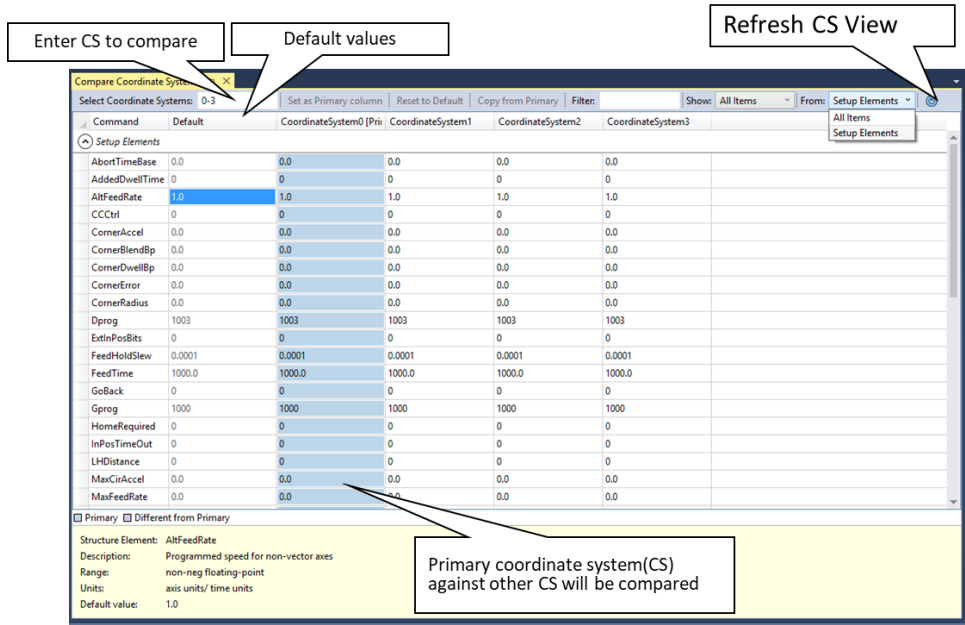 Enter CS to compare
Default values
Refresh CS View
Compare Coordinate
Select Coordinate Systems: 0-3 Set as Primary column Reset to Default Copy from Primary Filter: Show: All Items From: Setup Elements
All Items
Setup Elements
Command Default CoordinateSystem0 [Pri CoordinateSystem1 CoordinateSystem2 CoordinateSystem3
Setup Elements
AbortTimeBase 0.0 0.0 0.0 0.0 0.0
AddedDwellTime 0 0 0 0 0
AltFeedRate 1.0 1.0 1.0 1.0 1.0
CCCtrl 0 0 0 0 0
CornerAccel 0.0 0.0 0.0 0.0 0.0
CornerBlendBp 0.0 0.0 0.0 0.0 0.0
CornerDwellBp 0.0 0.0 0.0 0.0 0.0
CornerError 0.0 0.0 0.0 0.0 0.0
CornerRadius 0.0 0.0 0.0 0.0 0.0
Dprog 1003 1003 1003 1003 1003
ExtInPosBits 0 0 0 0 0
FeedHoldSlew 0.0001 0.0001 0.0001 0.0001 0.0001
FeedTime 1000.0 1000.0 1000.0 1000.0 1000.0
GoBack 0 0 0 0 0
Gprog 1000 1000 1000 1000 1000
HomeRequired 0 0 0 0 0
InPosTimeOut 0 0 0 0 0
LHDistance 0 0 0 0 0
MaxCirAccel 0.0 0.0 0.0 0.0 0.0
MaxFeedRate 0.0 0.0 0.0 0.0 0.0
Primary Different from Primary
Structure Element: AltFeedRate
Description: Programmed speed for non-vector axes
Range: non-neg floating-point
Units: axis units/ time units
Default value: 1.0
Primary coordinate system(CS)
against other CS will be compared